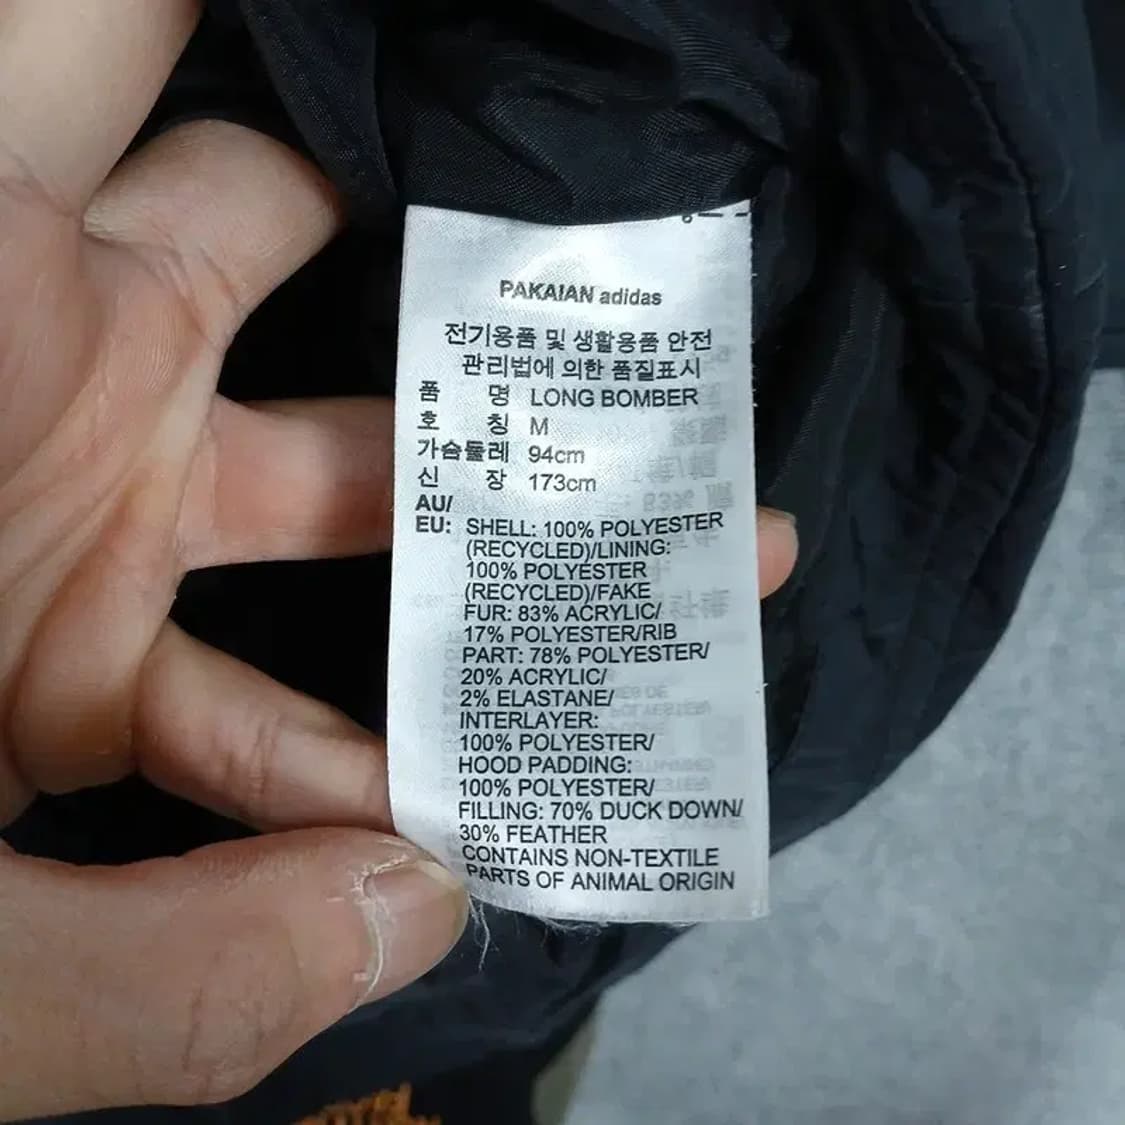 PAKAIAN adidas
전기용품 및 생활용품 안전
관리법에 의한 품질표시
품 명 LONG BOMBER
호 칭 M
가슴둘레 94cm
신 장 173cm
AU/
EU: SHELL: 100% POLYESTER
(RECYCLED)/LINING:
100% POLYESTER
(RECYCLED)/FAKE
FUR: 83% ACRYLIC/
17% POLYESTER/RIB
PART: 78% POLYESTER/
20% ACRYLIC/
2% ELASTANE/
INTERLAYER:
100% POLYESTER/
HOOD PADDING:
100% POLYESTER/
FILLING: 70% DUCK DOWN/
30% FEATHER
CONTAINS NON-TEXTILE
PARTS OF ANIMAL ORIGIN